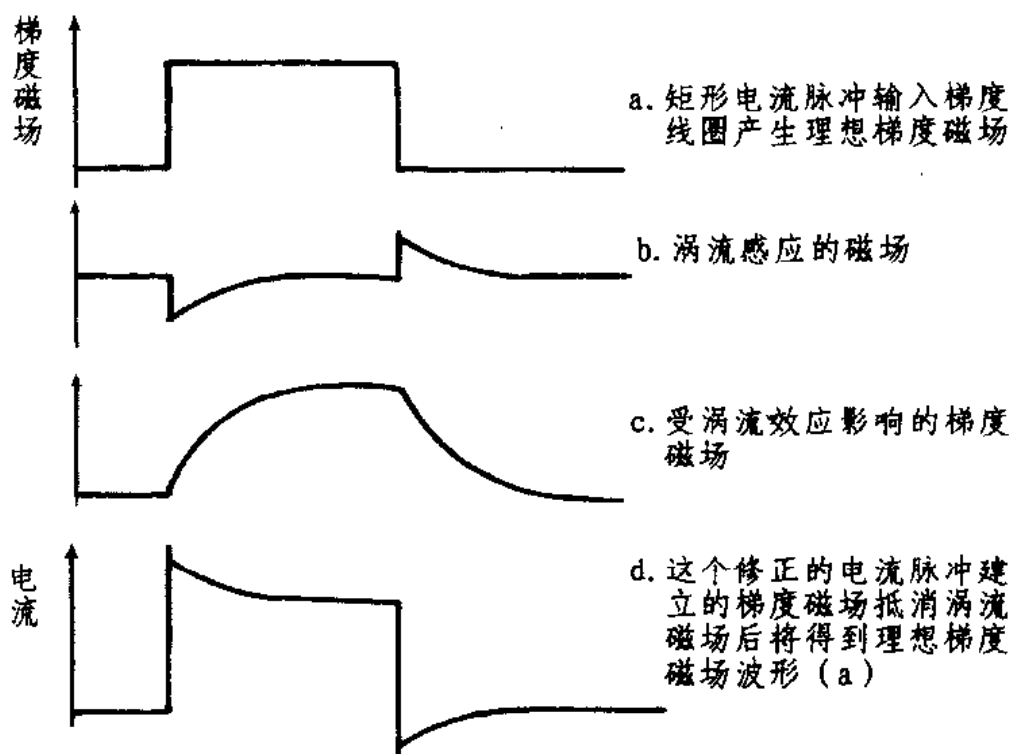 梯度磁场
a. 矩形电流脉冲输入梯度
线圈产生理想梯度磁场
b. 涡流感应的磁场
c. 受涡流效应影响的梯度
磁场
电流
d. 这个修正的电流脉冲建
立的梯度磁场抵消涡流
磁场后将得到理想梯度
磁场波形 (a)